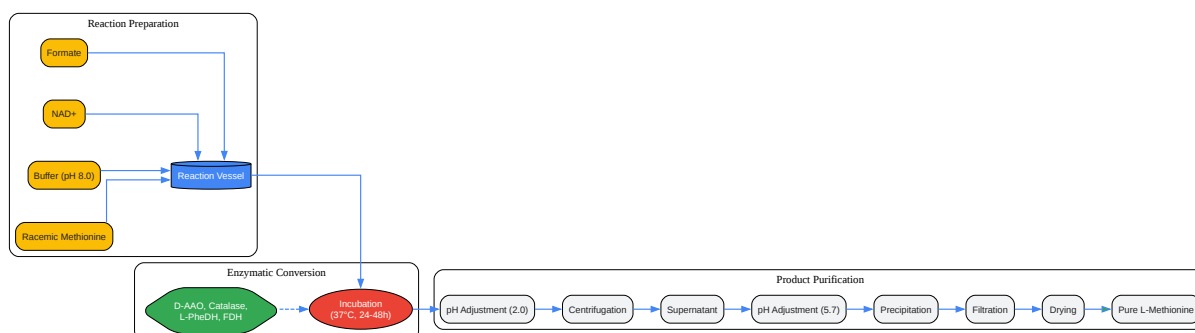 Reaction Preparation
Formate
NAD+
Buffer (pH 8.0)
Reaction Vessel
Racemic Methionine
Enzymatic Conversion
D-AAO, Catalase,
L-PheDH, FDH
Incubation
(37°C, 24-48h)
Product Purification
pH Adjustment (2.0)
Centrifugation
Supernatant
pH Adjustment (5.7)
Precipitation
Filtration
Drying
Pure L-Methionine